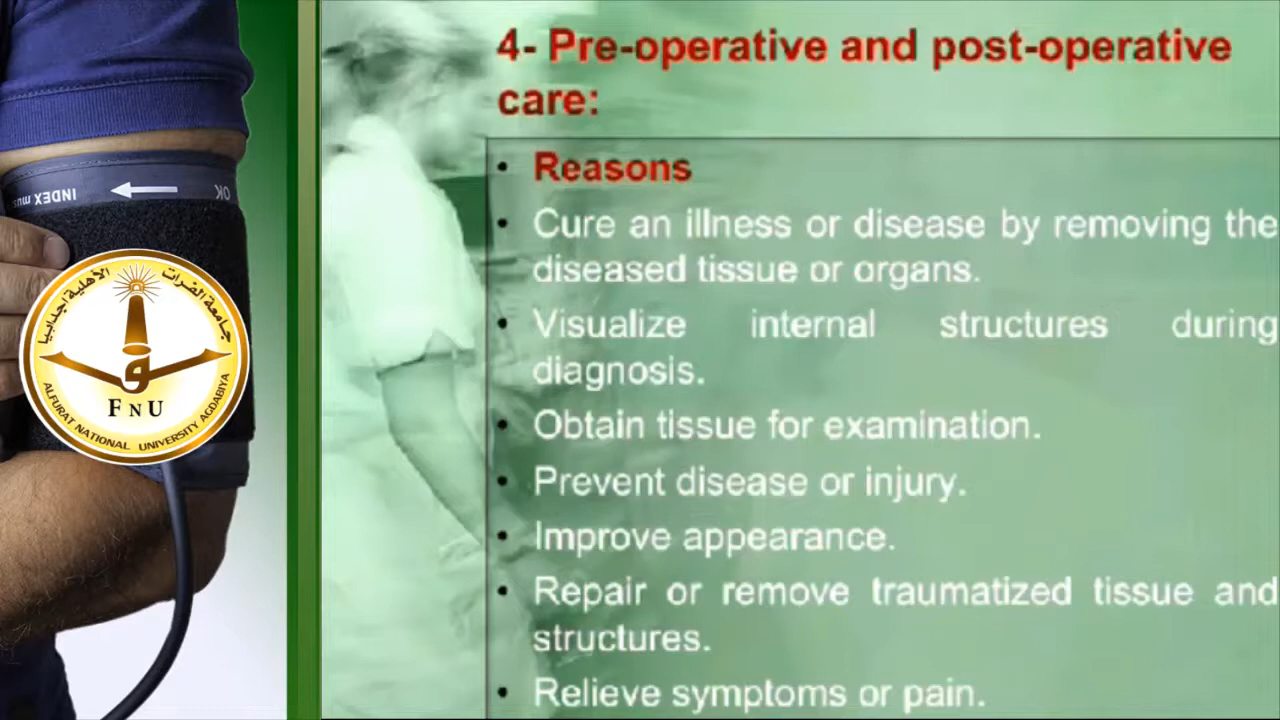 4- Pre-operative and post-operative
care:
• Reasons
• Cure an illness or disease by removing the
diseased tissue or organs.
• Visualize internal structures during
diagnosis.
• Obtain tissue for examination.
• Prevent disease or injury.
• Improve appearance.
• Repair or remove traumatized tissue and
structures.
• Relieve symptoms or pain.
INDEX
OK
جامعة الفرات الأهلية اجدابيا
FNU
ALFURAT NATIONAL UNIVERSITY AGDABIYA